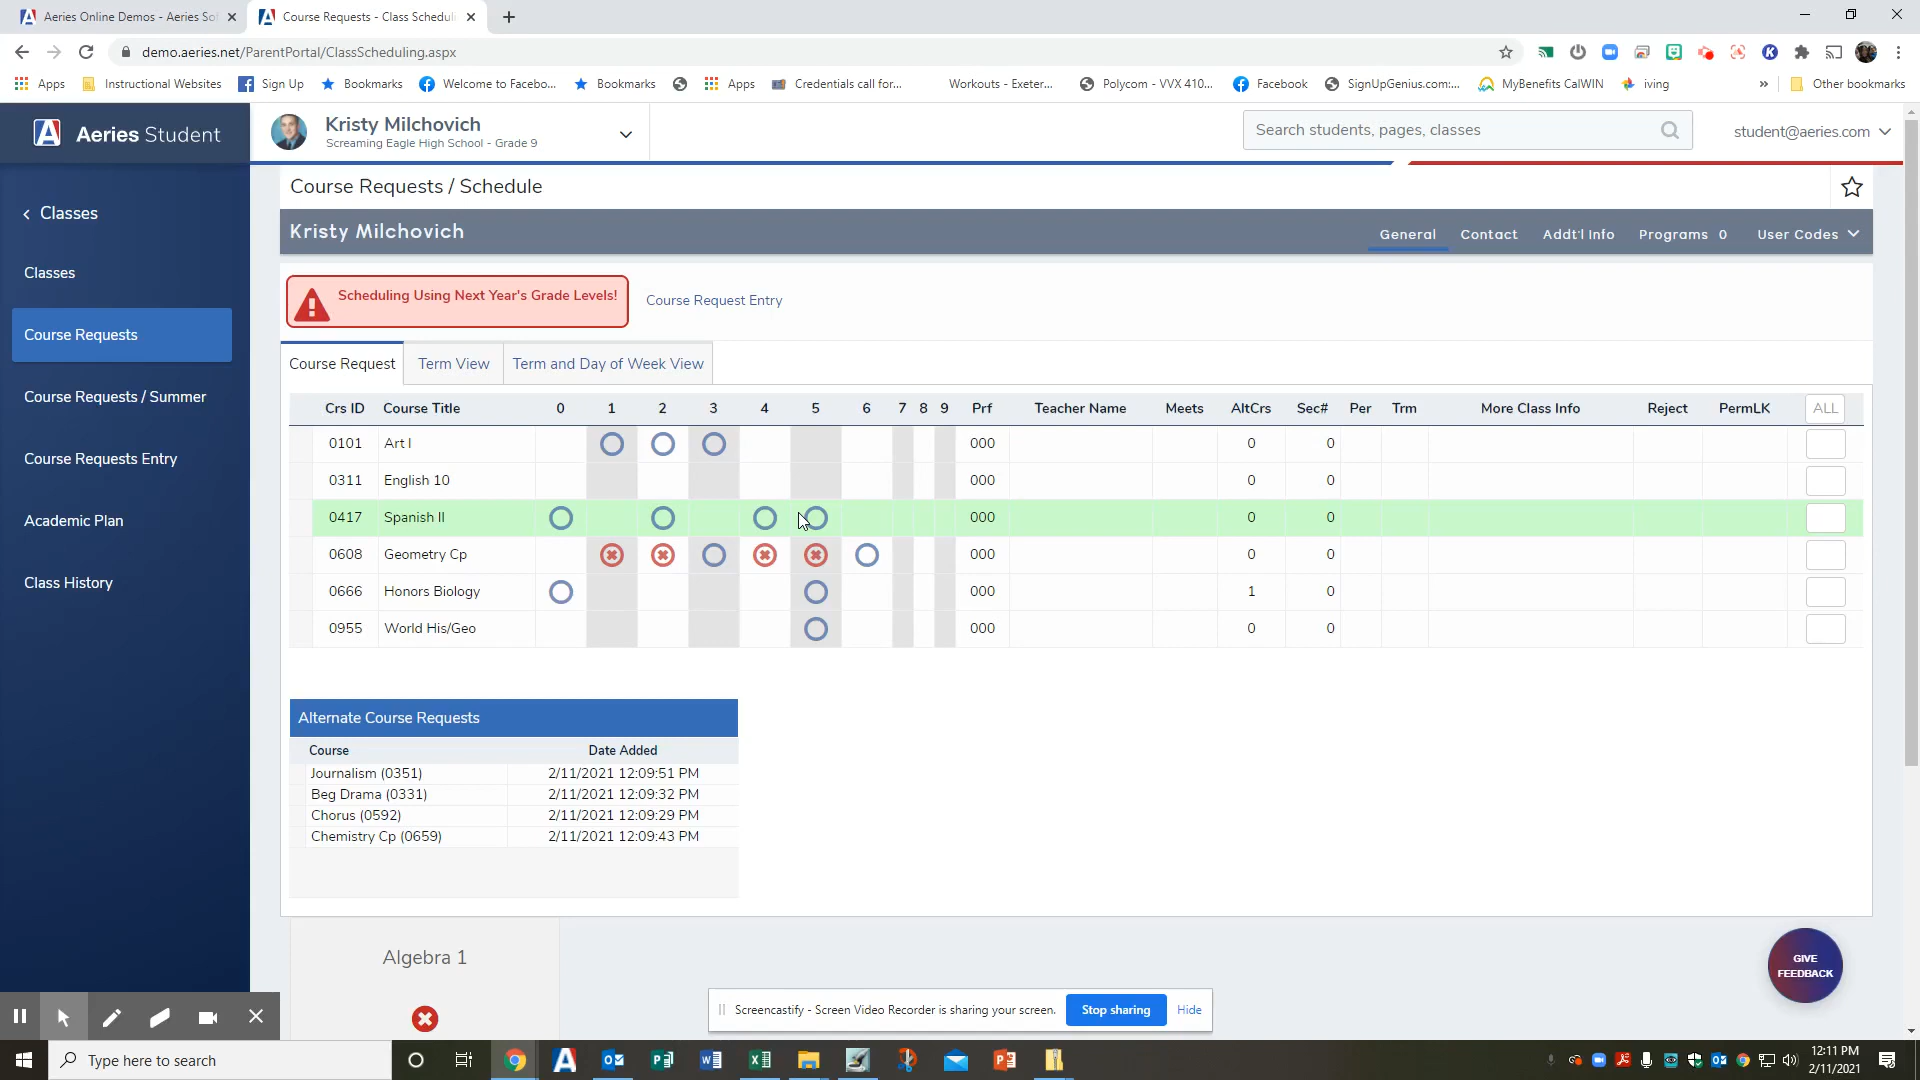 Aeries Online Demos - Aeries So
Course Requests - Class Schedul
demo.aeries.net/ParentPortal/ClassScheduling.aspx
Apps
Instructional Websites
Sign Up
Bookmarks
Welcome to Facebo...
Bookmarks
Apps
Credentials call for...
Workouts - Exeter...
Polycom - VVX 410...
Facebook
SignUpGenius.com:...
MyBenefits CalWIN
iving
»
Other bookmarks
Aeries Student
Kristy Milchovich
Screaming Eagle High School - Grade 9
Search students, pages, classes
student@aeries.com
Course Requests / Schedule
Classes
Classes
Course Requests
Course Requests / Summer
Course Requests Entry
Academic Plan
Class History
Kristy Milchovich
General Contact Addt'l Info Programs 0 User Codes
Scheduling Using Next Year's Grade Levels!
Course Request Entry
Course Request Term View Term and Day of Week View
Crs ID Course Title 0 1 2 3 4 5 6 7 8 9 Prf Teacher Name Meets AltCrs Sec# Per Trm More Class Info Reject PermLK ALL
0101 Art I 000 0 0
0311 English 10 000 0 0
0417 Spanish II 000 0 0
0608 Geometry Cp 000 0 0
0666 Honors Biology 000 1 0
0955 World His/Geo 000 0 0
Alternate Course Requests
Course Date Added
Journalism (0351) 2/11/2021 12:09:51 PM
Beg Drama (0331) 2/11/2021 12:09:32 PM
Chorus (0592) 2/11/2021 12:09:29 PM
Chemistry Cp (0659) 2/11/2021 12:09:43 PM
Algebra 1
GIVE
FEEDBACK
Screencastify - Screen Video Recorder is sharing your screen.
Stop sharing
Hide
Type here to search
12:11 PM
2/11/2021